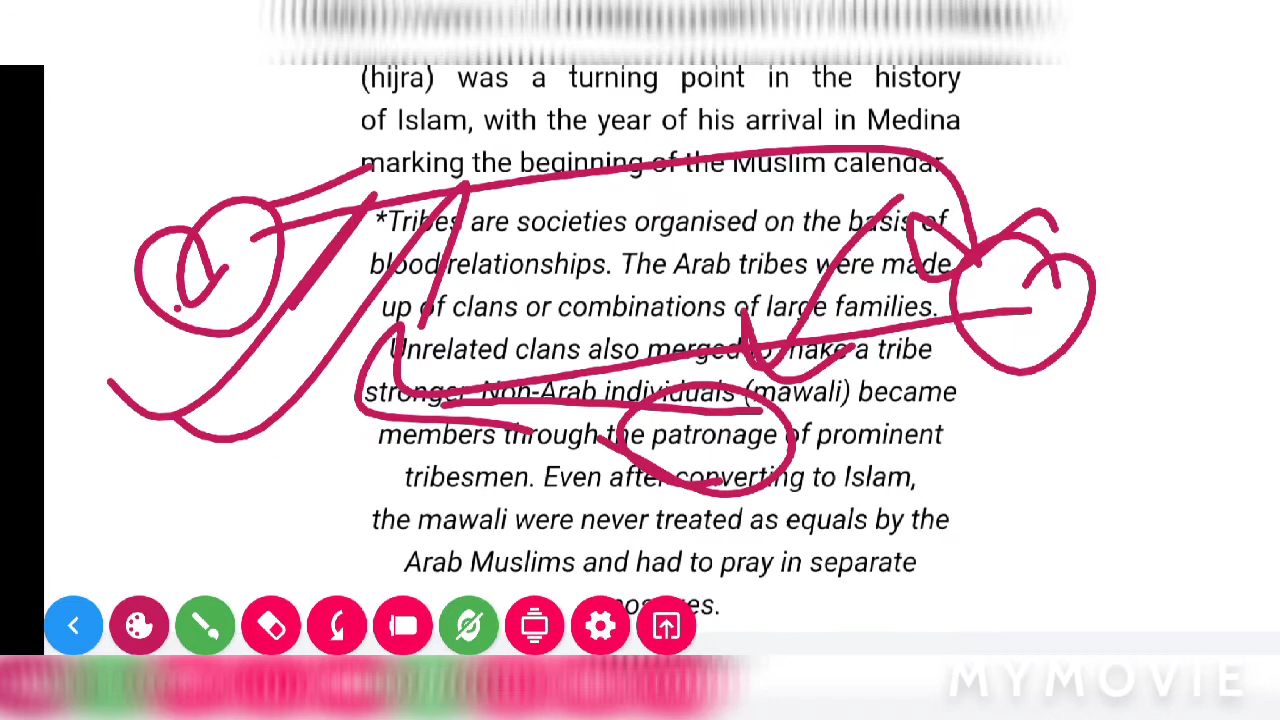 (hijra) was a turning point in the history
of Islam, with the year of his arrival in Medina
marking the beginning of the Muslim calendar.
*Tribes are societies organised on the basis of
blood relationships. The Arab tribes were made
up of clans or combinations of large families.
Unrelated clans also merged to make a tribe
stronger. Non-Arab individuals (mawali) became
members through the patronage of prominent
tribesmen. Even after converting to Islam,
the mawali were never treated as equals by the
Arab Muslims and had to pray in separate
MYMOVIE